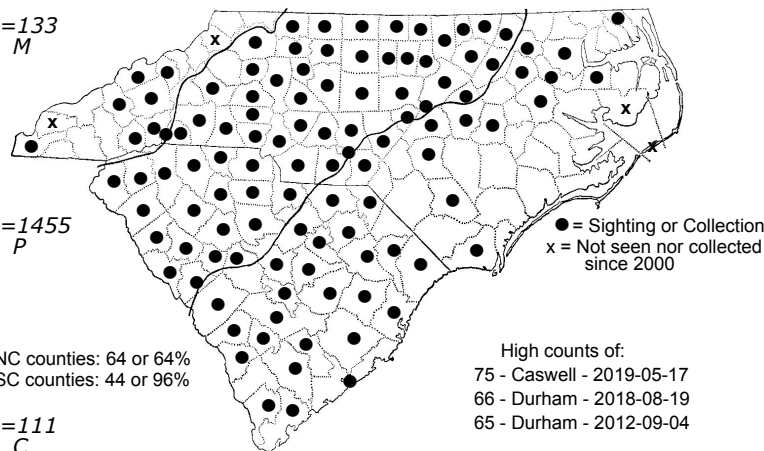 =133
M
=1455
P
● = Sighting or Collection
x = Not seen nor collected
since 2000
NC counties: 64 or 64%
SC counties: 44 or 96%
High counts of:
75 - Caswell - 2019-05-17
66 - Durham - 2018-08-19
65 - Durham - 2012-09-04
=111
C